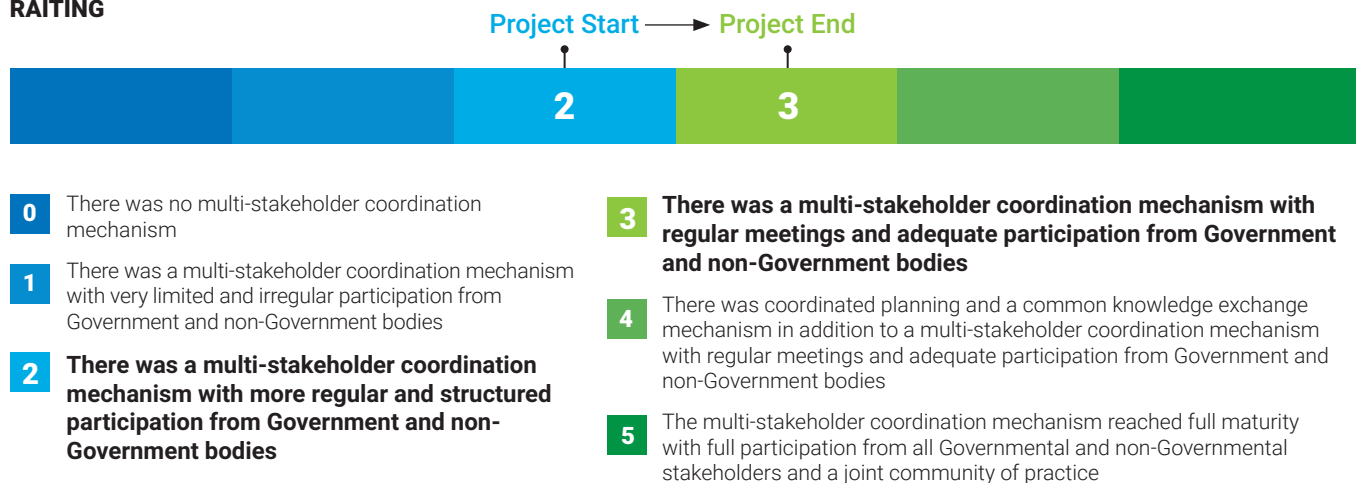 RAITING
Project Start Project End
2 3
0 There was no multi-stakeholder coordination
mechanism
1 There was a multi-stakeholder coordination mechanism
with very limited and irregular participation from
Government and non-Government bodies
2 There was a multi-stakeholder coordination
mechanism with more regular and structured
participation from Government and non-
Government bodies
3 There was a multi-stakeholder coordination mechanism with
regular meetings and adequate participation from Government
and non-Government bodies
4 There was coordinated planning and a common knowledge exchange
mechanism in addition to a multi-stakeholder coordination mechanism
with regular meetings and adequate participation from Government and
non-Government bodies
5 The multi-stakeholder coordination mechanism reached full maturity
with full participation from all Governmental and non-Governmental
stakeholders and a joint community of practice